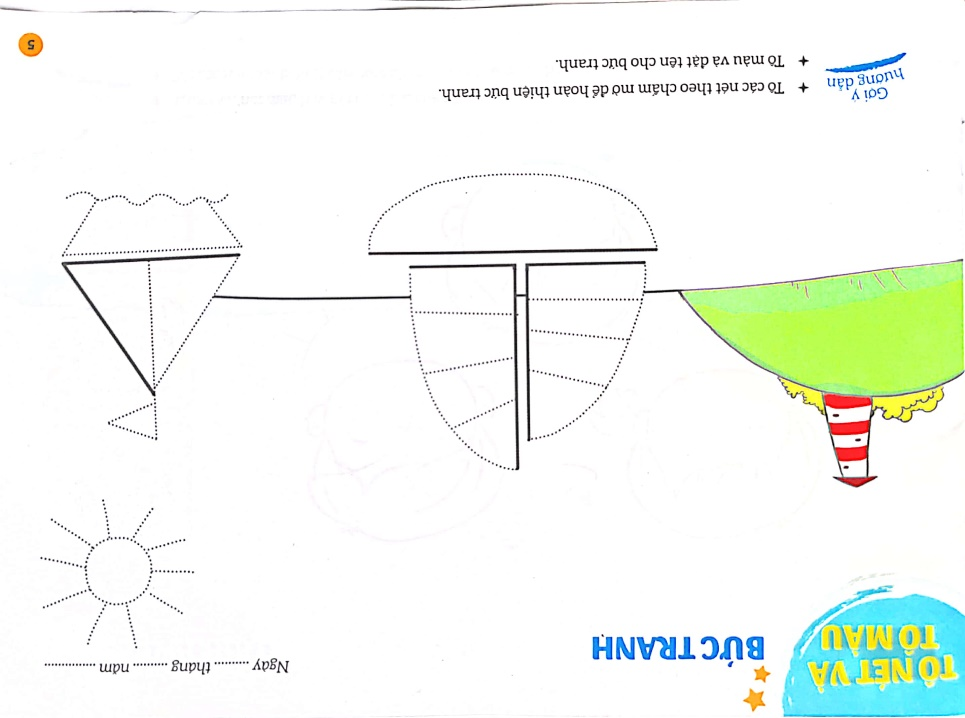 TÔ NÉT VÀ
TÔ MÀU
BỨC TRANH
Ngày .......... tháng .......... năm ...............
Gợi ý
hướng dẫn
Tô các nét theo chấm mờ để hoàn thiện bức tranh.
Tô màu và đặt tên cho bức tranh.
5